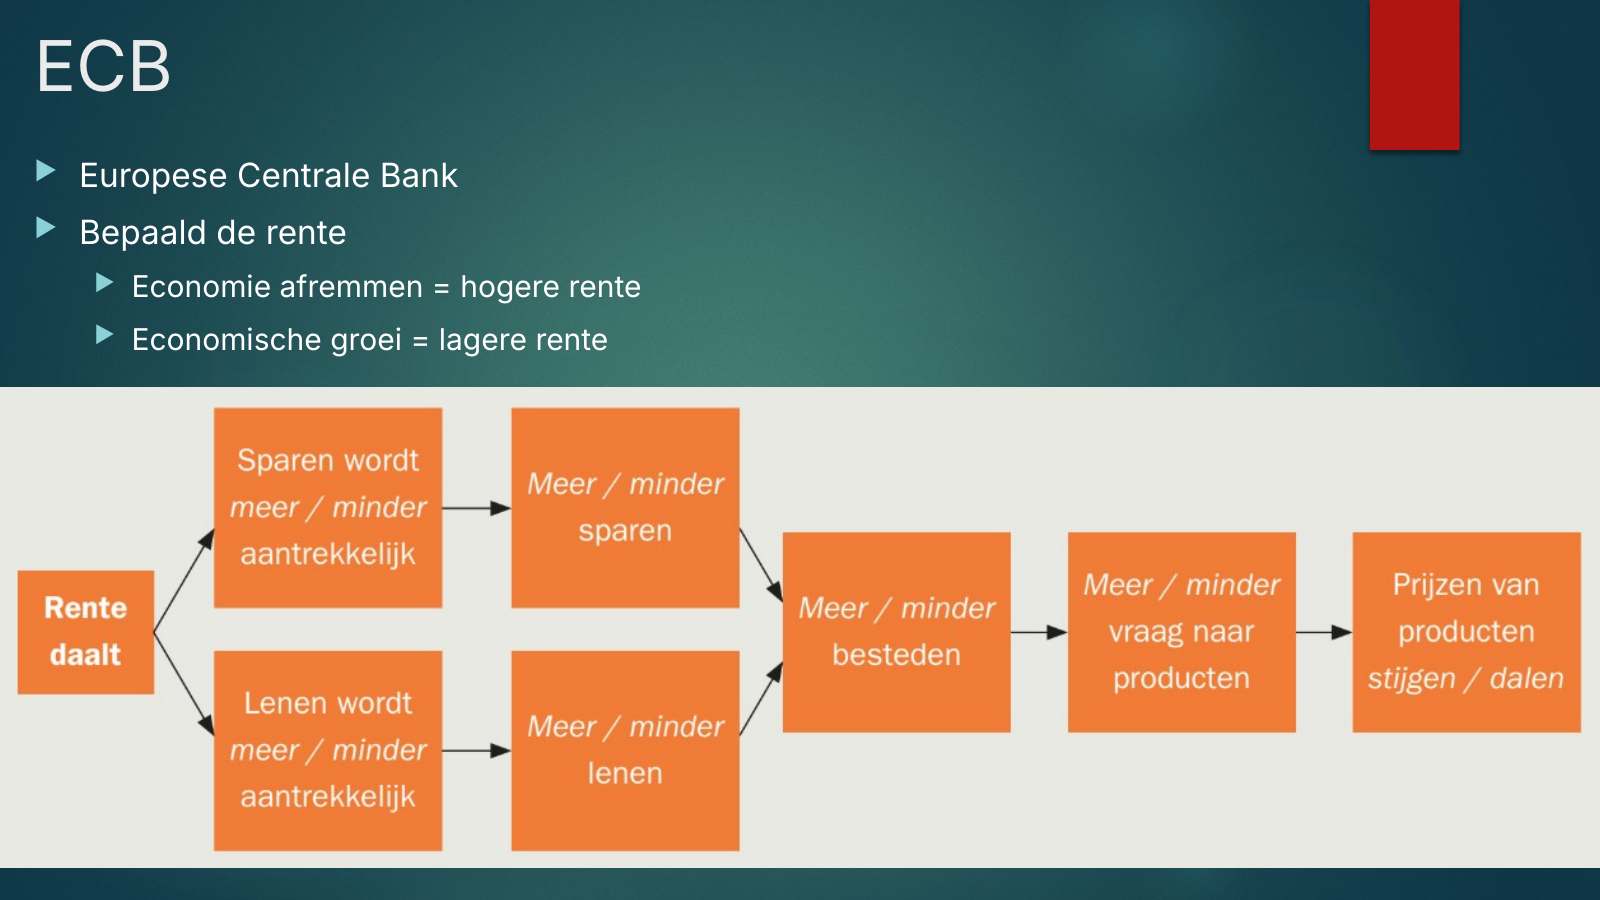 ECB
Europese Centrale Bank
Bepaald de rente
Economie afremmen = hogere rente
Economische groei = lagere rente
Rente
daalt
Sparen wordt
meer / minder
aantrekkelijk
Meer / minder
sparen
Lenen wordt
meer / minder
aantrekkelijk
Meer / minder
lenen
Meer / minder
besteden
Meer / minder
vraag naar
producten
Prijzen van
producten
stijgen / dalen